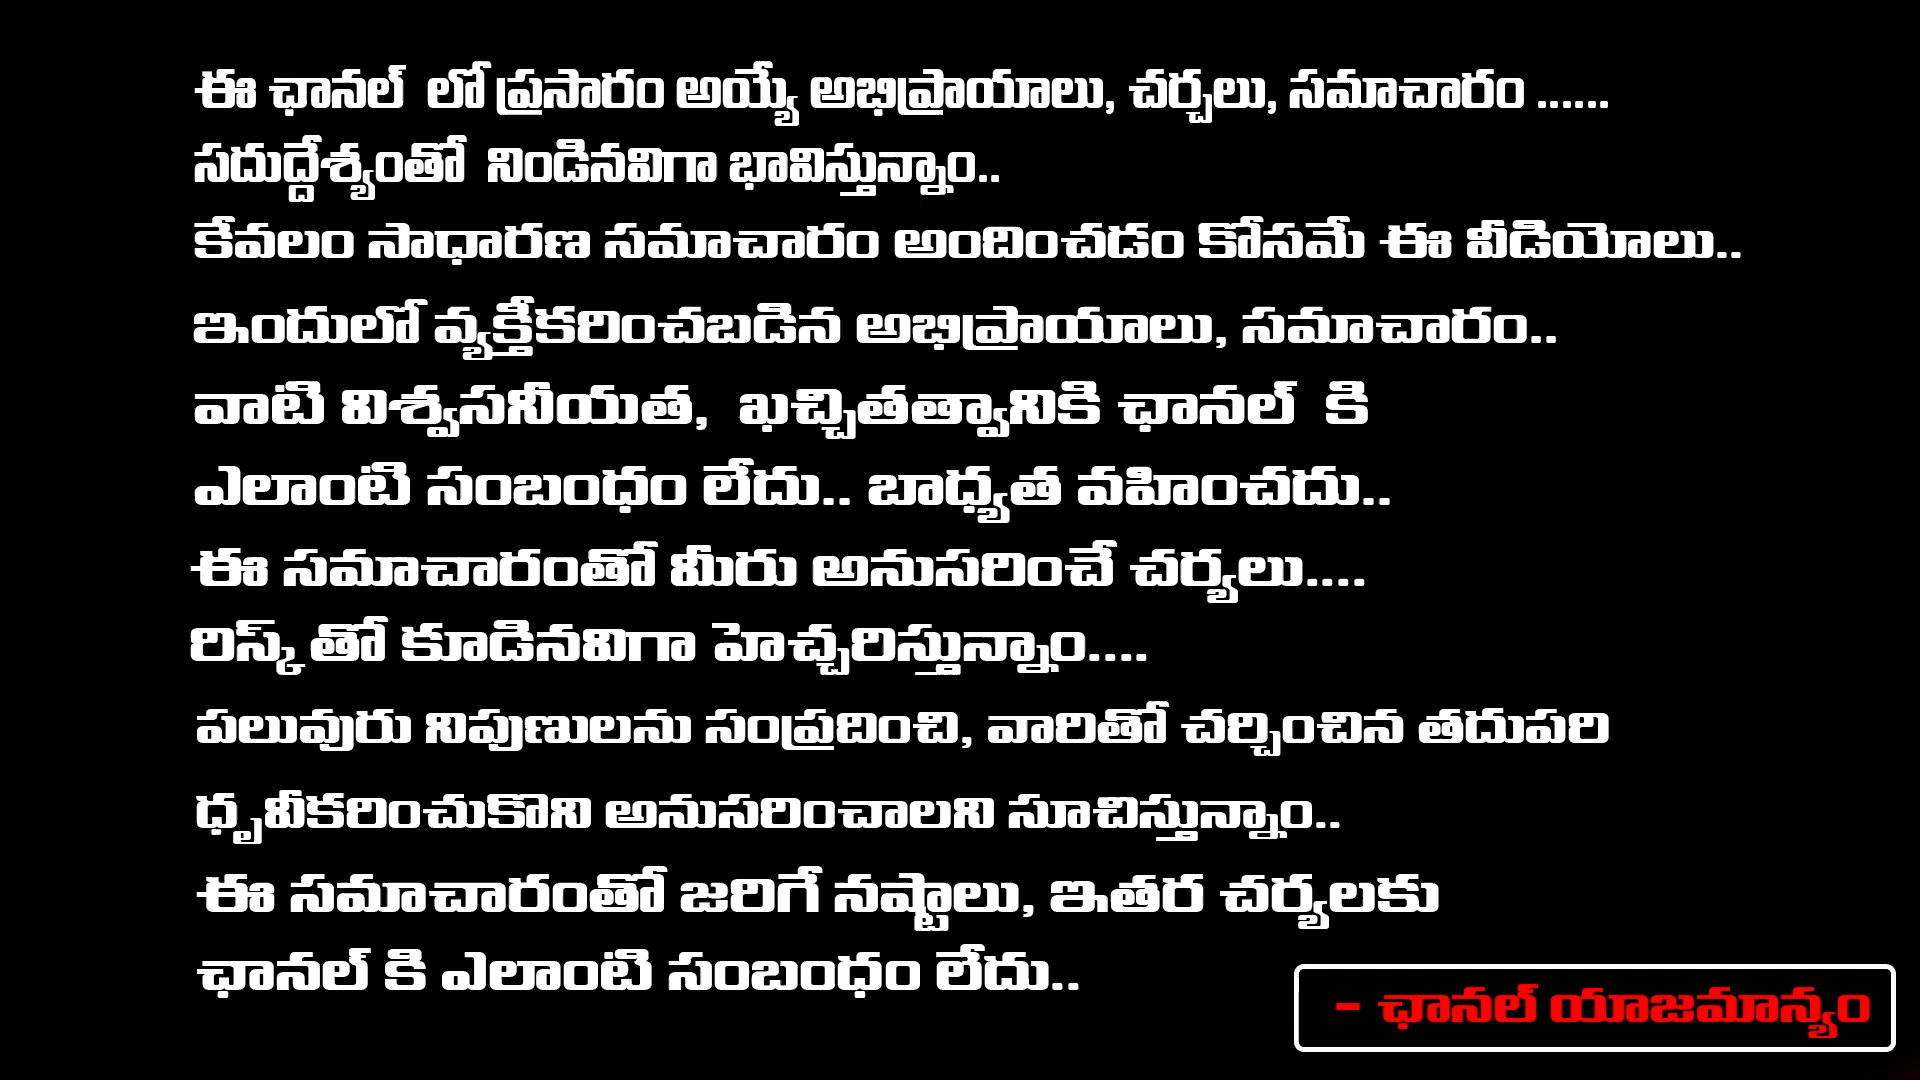 ఈ ఛానల్ లో ప్రసారం అయ్యే అభిప్రాయాలు, చర్చలు, సమాచారం ......
సదుద్దేశ్యంతో నిండినవిగా భావిస్తున్నాం..
కేవలం సాధారణ సమాచారం అందించడం కోసమే ఈ వీడియోలు..
ఇందులో వ్యక్తీకరించబడిన అభిప్రాయాలు, సమాచారం..
వాటి విశ్వసనీయత, ఖచ్చితత్వానికి ఛానల్ కి
ఎలాంటి సంబంధం లేదు.. బాధ్యత వహించదు..
ఈ సమాచారంతో మీరు అనుసరించే చర్యలు....
రిస్క్ తో కూడినవిగా హెచ్చరిస్తున్నాం....
పలువురు నిపుణులను సంప్రదించి, వారితో చర్చించిన తదుపరి
ధృవీకరించుకొని అనుసరించాలని సూచిస్తున్నాం..
ఈ సమాచారంతో జరిగే నష్టాలు, ఇతర చర్యలకు
ఛానల్ కి ఎలాంటి సంబంధం లేదు..
- ఛానల్ యాజమాన్యం